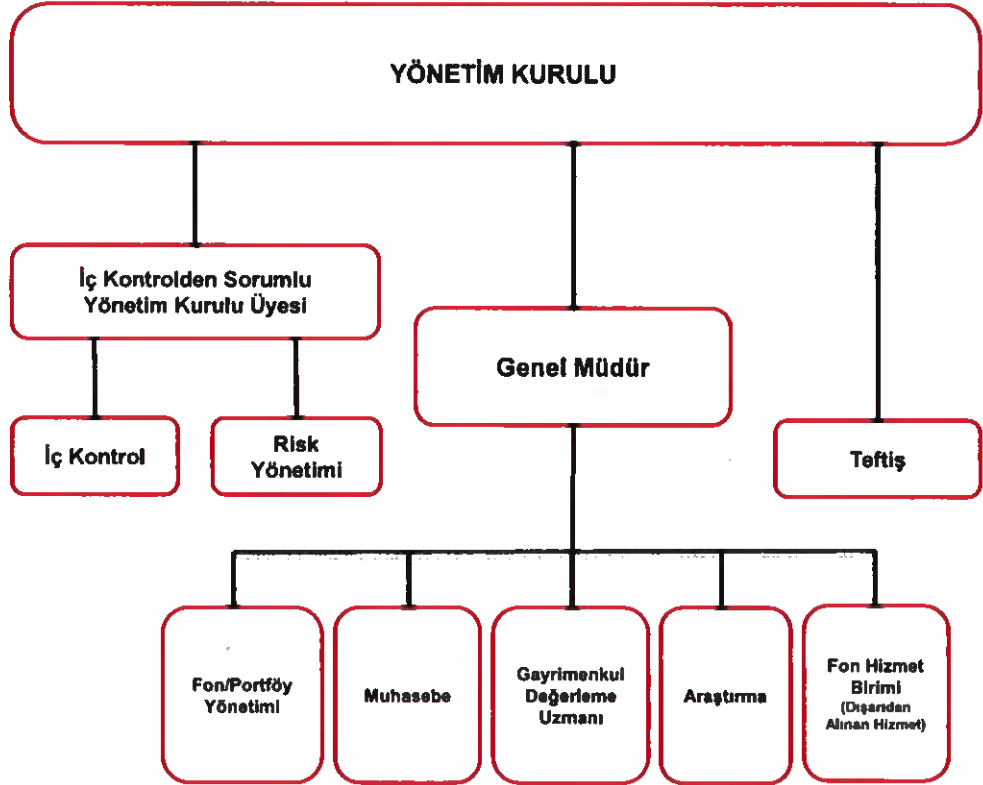 YÖNETİM KURULU
İç Kontrolden Sorumlu
Yönetim Kurulu Üyesi
Genel Müdür
İç Kontrol
Risk
Yönetimi
Teftiş
Fon/Portföy
Yönetimi
Muhasebe
Gayrimenkul
Değerleme
Uzmanı
Araştırma
Fon Hizmet
Birimi
(Dışarıdan
Alınan Hizmet)